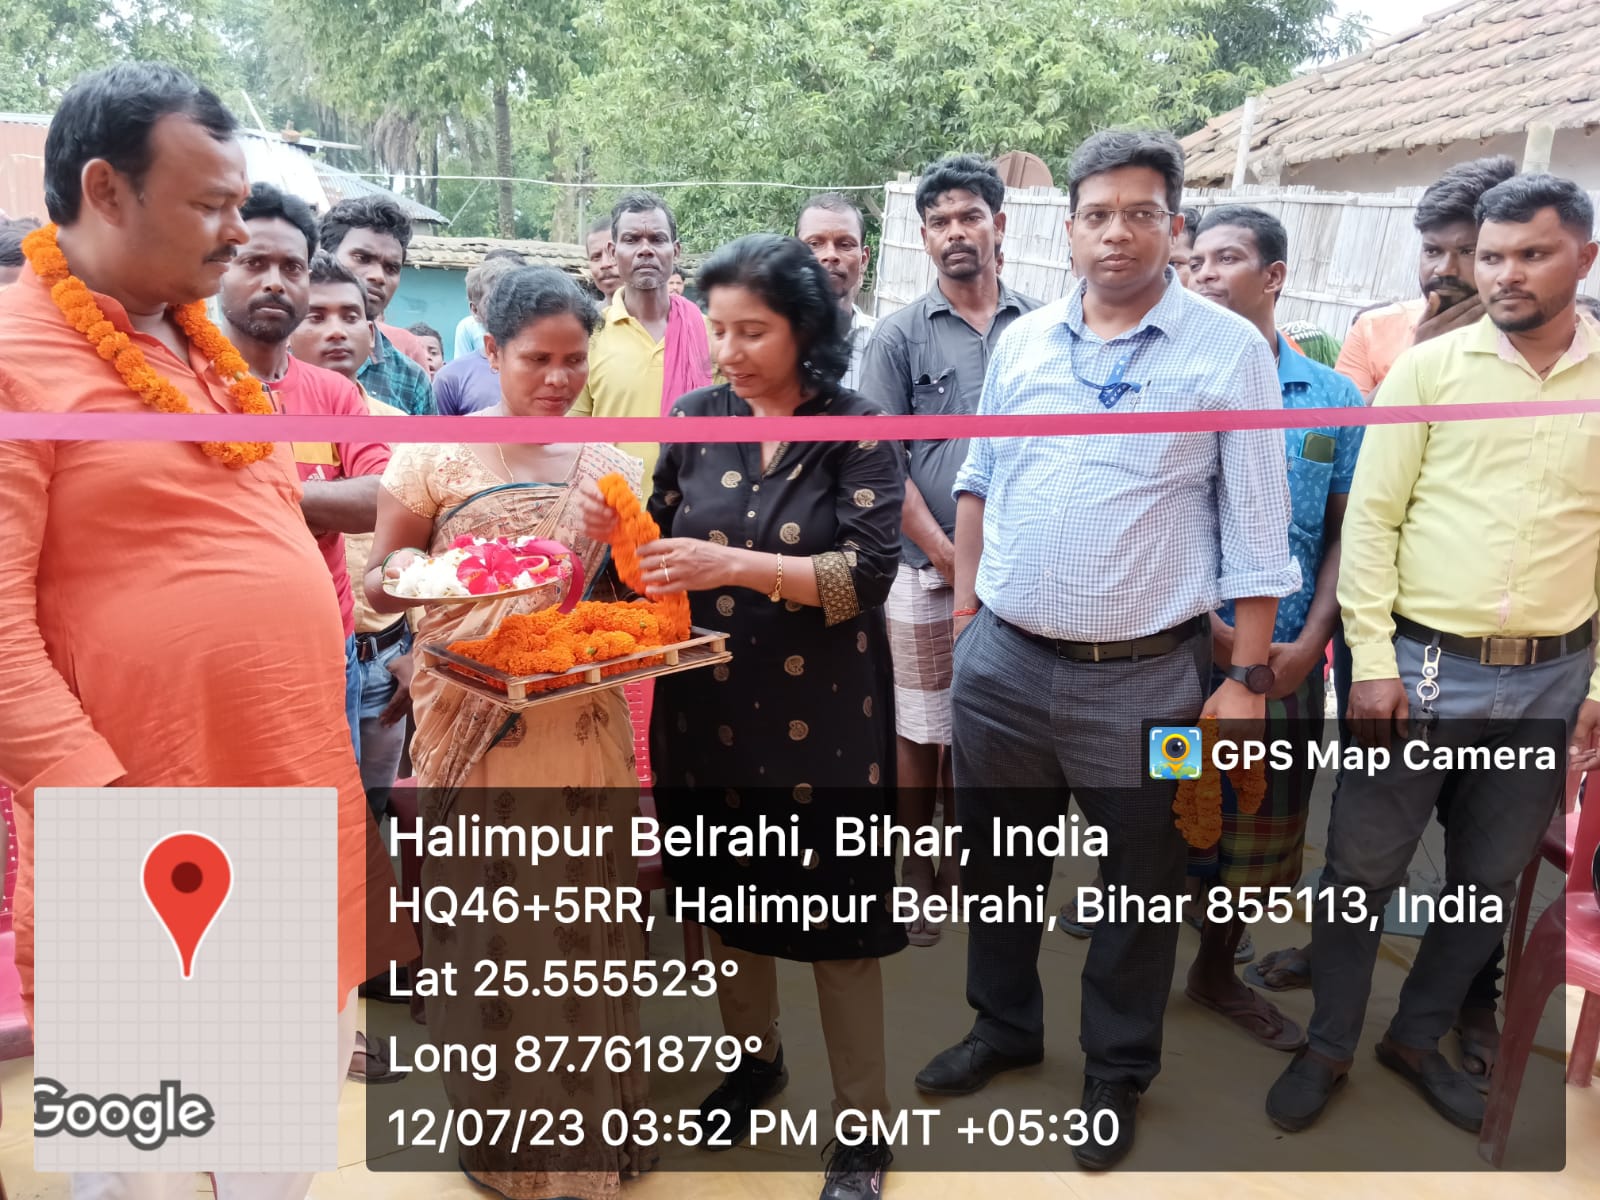 GPS Map Camera
Halimpur Belrahi, Bihar, India
HQ46+5RR, Halimpur Belrahi, Bihar 855113, India
Lat 25.555523°
Long 87.761879°
12/07/23 03:52 PM GMT +05:30
Google